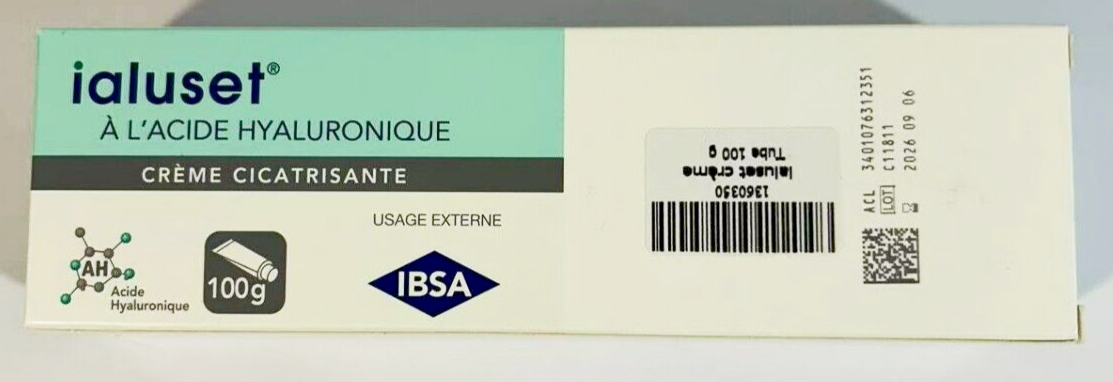 ialuset®
À L'ACIDE HYALURONIQUE
CRÈME CICATRISANTE
USAGE EXTERNE
AH
Acide
Hyaluronique
100g
IBSA
1360350
Ialuset crème
Tube 100 g
ACL 3401076312351
LOT C11811
2026 09 06